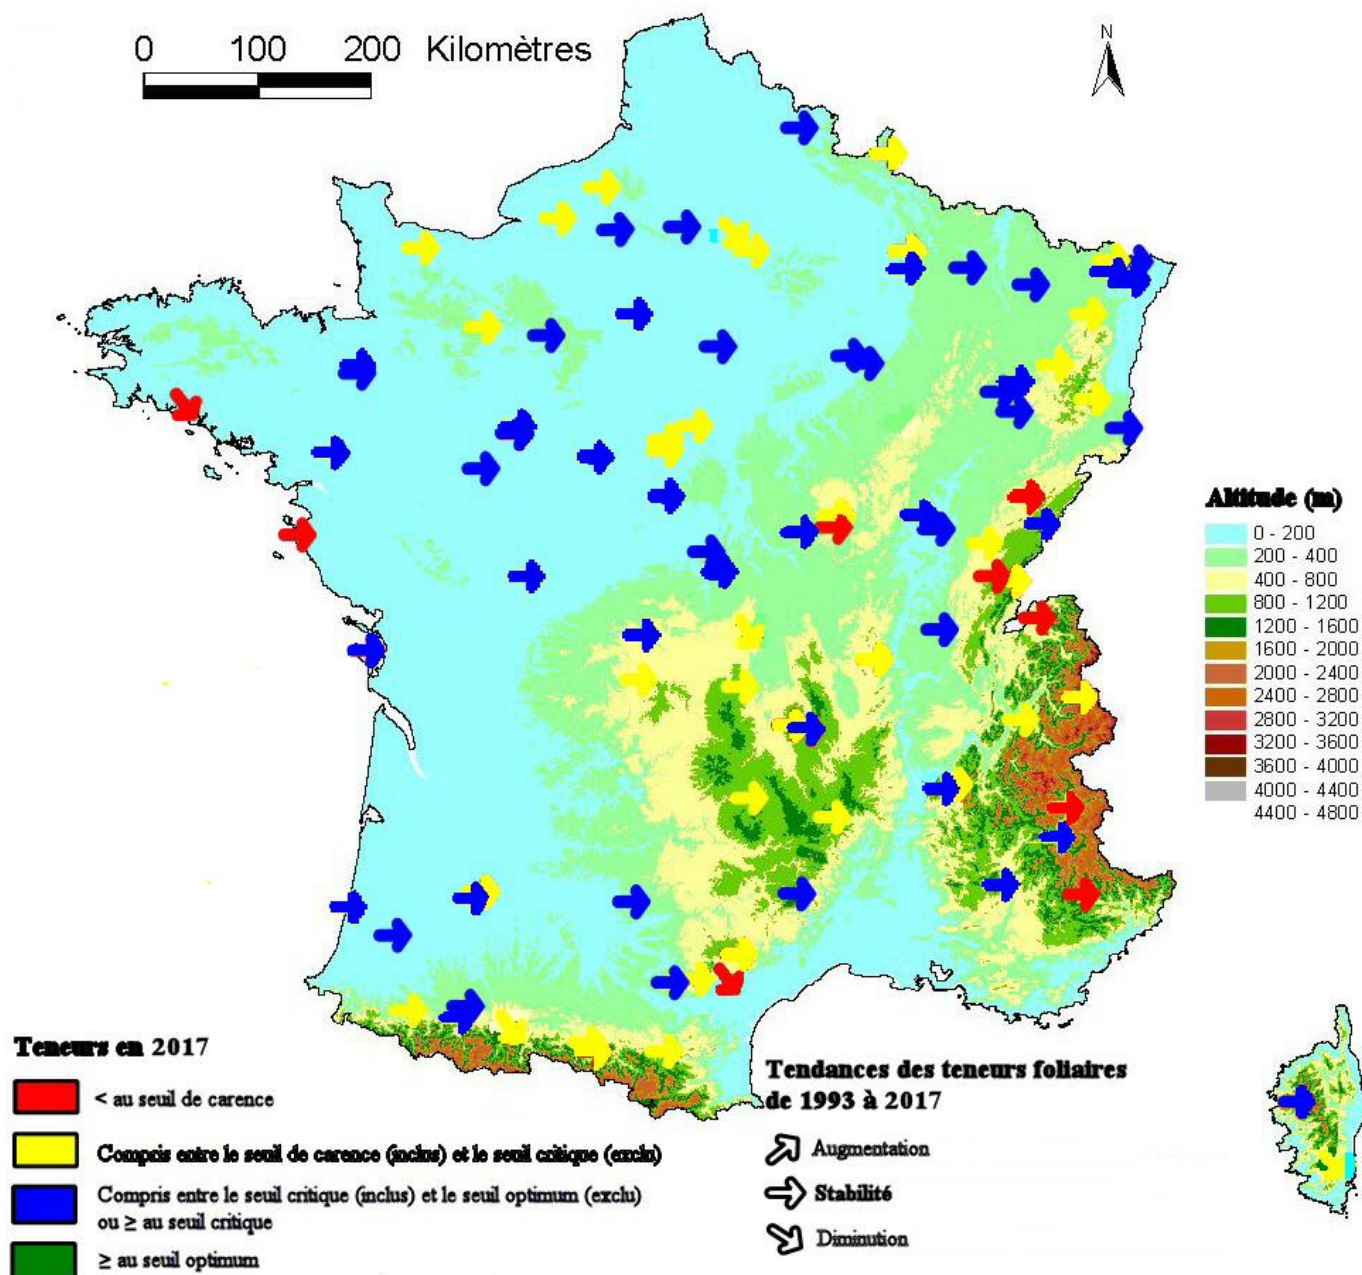 0 100 200 Kilomètres
N
Altitude (m)
0 - 200
200 - 400
400 - 800
800 - 1200
1200 - 1600
1600 - 2000
2000 - 2400
2400 - 2800
2800 - 3200
3200 - 3600
3600 - 4000
4000 - 4400
4400 - 4800
Teneurs en 2017
< au seuil de carence
Compris entre le seuil de carence (inclus) et le seuil critique (exclu)
Compris entre le seuil critique (inclus) et le seuil optimum (exclu)
ou ≥ au seuil critique
≥ au seuil optimum
Tendances des teneurs foliaires
de 1993 à 2017
Augmentation
Stabilité
Diminution